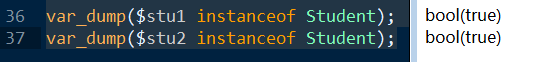 36 var_dump($stu1 instanceof Student); bool(true)
37 var_dump($stu2 instanceof Student); bool(true)